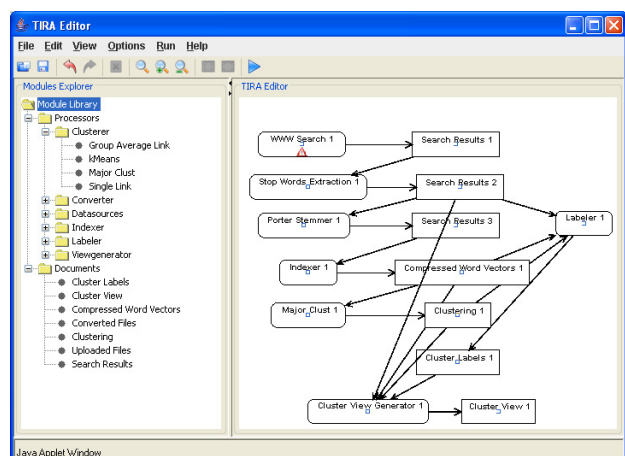 TIRA Editor
File Edit View Options Run Help
Modules Explorer
Module Library
Processors
Clusterer
Group Average Link
kMeans
Major Clust
Single Link
Converter
Datasources
Indexer
Labeler
Viewgenerator
Documents
Cluster Labels
Cluster View
Compressed Word Vectors
Converted Files
Clustering
Uploaded Files
Search Results
TIRA Editor
WWW Search 1
Search Results 1
Stop Words Extraction 1
Search Results 2
Porter Stemmer 1
Search Results 3
Labeler 1
Indexer 1
Compressed Word Vectors 1
Major Clust 1
Clustering 1
Cluster Labels 1
Cluster View Generator 1
Cluster View 1
Java Applet Window